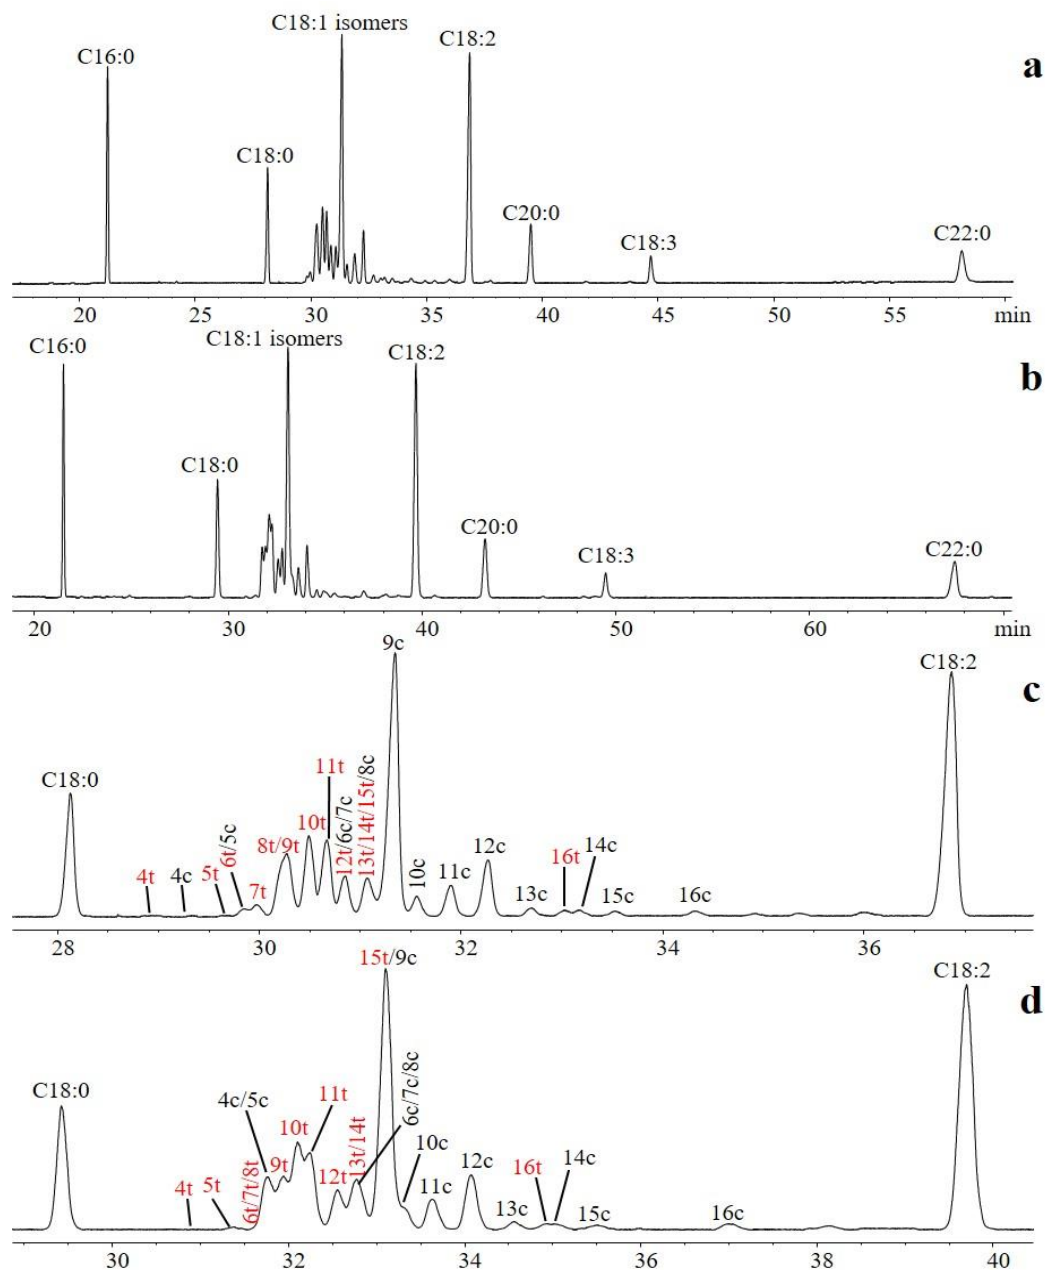 C18:1 isomers
C16:0
C18:2
a
C18:0
C20:0
C18:3
C22:0
20 25 30 35 40 45 50 55 min
C18:1 isomers
C16:0
C18:2
b
C18:0
C20:0
C18:3
C22:0
20 30 40 50 60 min
9c
C18:2
c
C18:0
4t
4c
5t
6t/5c
7t
8t/9t
10t
11t
12t/6c/7c
13t/14t/15t/8c
10c
11c
12c
13c
16t
14c
15c
16c
28 30 32 34 36
15t/9c
C18:2
d
C18:0
4t
5t
6t/7t/8t
4c/5c
9t
10t
11t
12t
13t/14t
6c/7c/8c
10c
11c
12c
13c
16t
14c
15c
16c
30 32 34 36 38 40